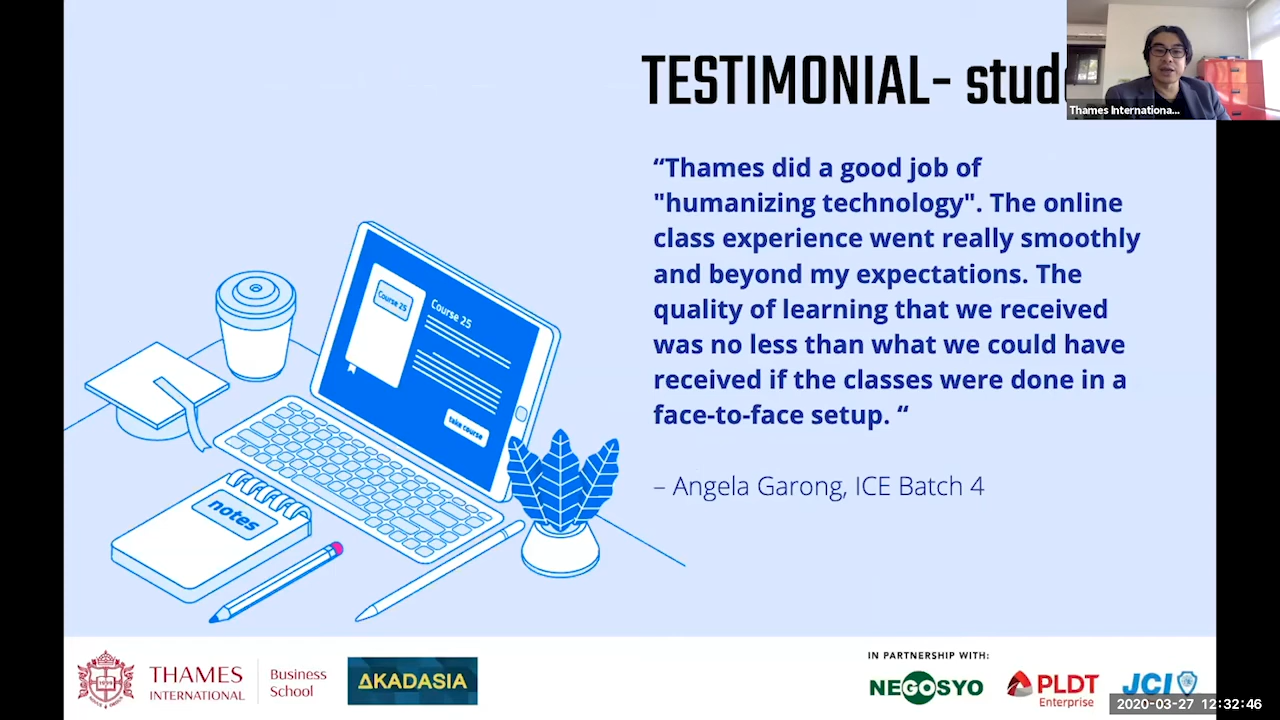 TESTIMONIAL- stud
Thames Internationa...
“Thames did a good job of
"humanizing technology". The online
class experience went really smoothly
and beyond my expectations. The
quality of learning that we received
was no less than what we could have
received if the classes were done in a
face-to-face setup. “
– Angela Garong, ICE Batch 4
Course 25
Course 25
take course
notes
THAMES
INTERNATIONAL
Business
School
AKADASIA
IN PARTNERSHIP WITH:
NEGOSYO
PLDT
Enterprise
JCI
2020-03-27 12:32:46